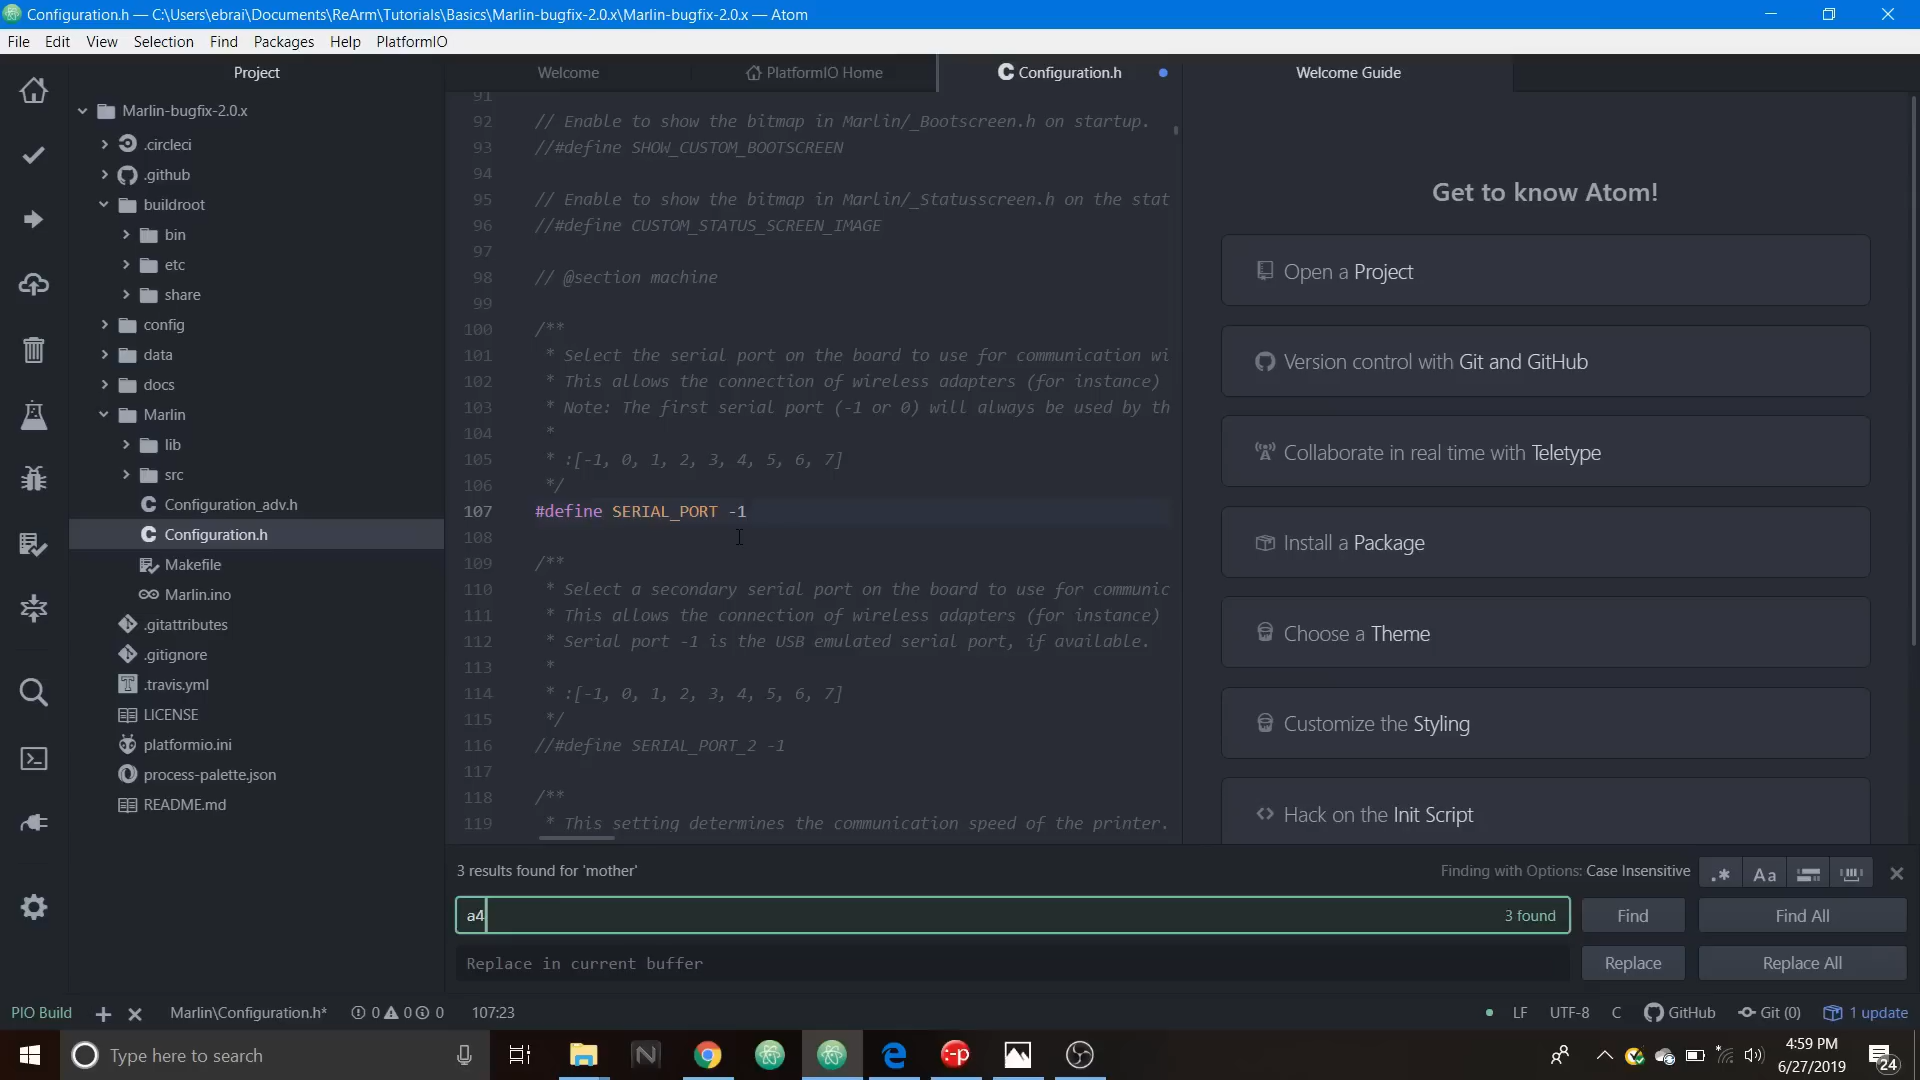 Configuration.h — C:\Users\ebrai\Documents\ReArm\Tutorials\Basics\Marlin-bugfix-2.0.x\Marlin-bugfix-2.0.x — Atom
File Edit View Selection Find Packages Help PlatformIO
Project
Welcome
PlatformIO Home
Configuration.h
Welcome Guide
Marlin-bugfix-2.0.x
.circleci
.github
buildroot
bin
etc
share
config
data
docs
Marlin
lib
src
Configuration_adv.h
Configuration.h
Makefile
Marlin.ino
.gitattributes
.gitignore
.travis.yml
LICENSE
platformio.ini
process-palette.json
README.md
91
92 // Enable to show the bitmap in Marlin/_Bootscreen.h on startup.
93 //#define SHOW_CUSTOM_BOOTSCREEN
94
95 // Enable to show the bitmap in Marlin/_Statusscreen.h on the stat
96 //#define CUSTOM_STATUS_SCREEN_IMAGE
97
98 // @section machine
99
100 /**
101 * Select the serial port on the board to use for communication wi
102 * This allows the connection of wireless adapters (for instance)
103 * Note: The first serial port (-1 or 0) will always be used by th
104 *
105 * :[-1, 0, 1, 2, 3, 4, 5, 6, 7]
106 */
107 #define SERIAL_PORT -1
108
109 /**
110 * Select a secondary serial port on the board to use for communic
111 * This allows the connection of wireless adapters (for instance)
112 * Serial port -1 is the USB emulated serial port, if available.
113 *
114 * :[-1, 0, 1, 2, 3, 4, 5, 6, 7]
115 */
116 //#define SERIAL_PORT_2 -1
117
118 /**
119 * This setting determines the communication speed of the printer.
Get to know Atom!
Open a Project
Version control with Git and GitHub
Collaborate in real time with Teletype
Install a Package
Choose a Theme
Customize the Styling
Hack on the Init Script
3 results found for 'mother'
Finding with Options: Case Insensitive
.* Aa
a4
3 found
Find
Find All
Replace in current buffer
Replace
Replace All
PIO Build
Marlin\Configuration.h*
0 0 0
107:23
LF UTF-8 C GitHub Git (0) 1 update
Type here to search
4:59 PM
6/27/2019
24